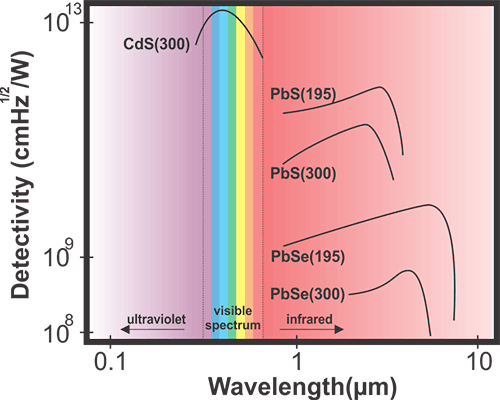 Detectivity (cmHz^1/2/W)
10^13
10^9
10^8
CdS(300)
PbS(195)
PbS(300)
PbSe(195)
PbSe(300)
ultraviolet
visible
spectrum
infrared
0.1
1
10
Wavelength(µm)